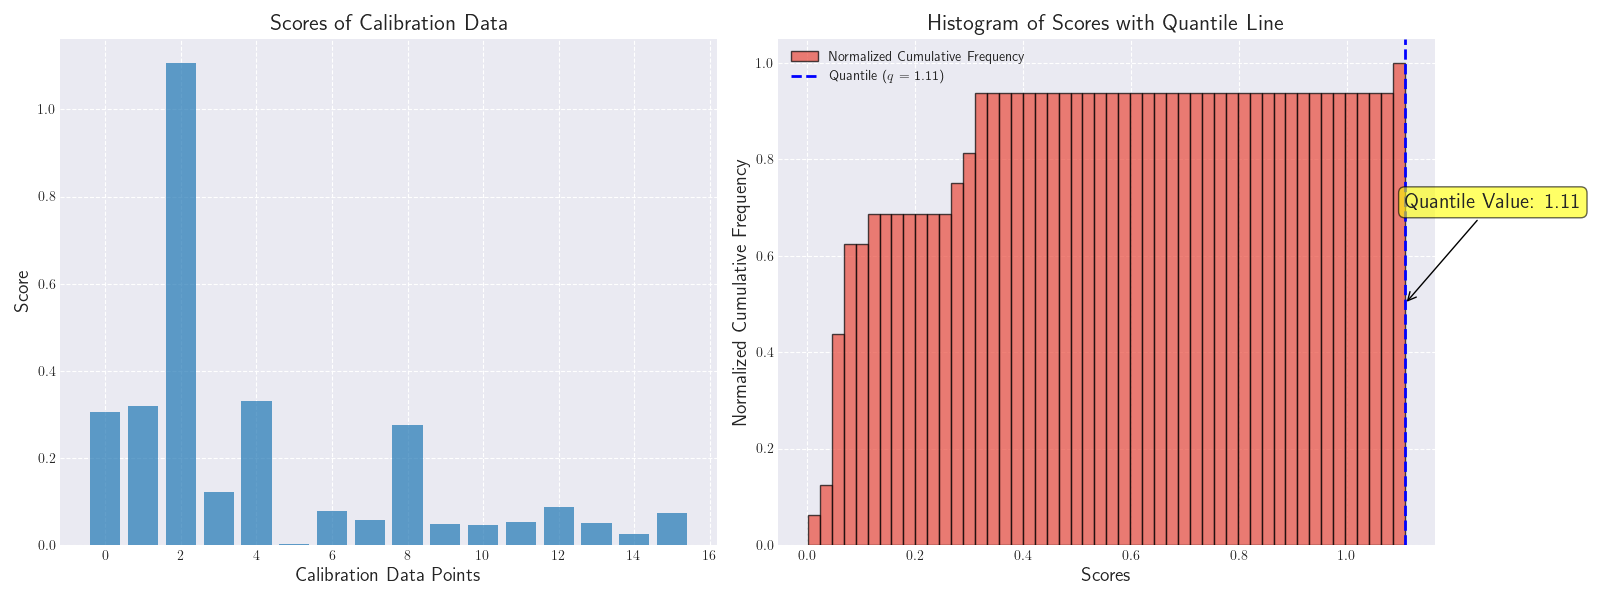 Scores of Calibration Data
Score
1.0
0.8
0.6
0.4
0.2
0.0
0 2 4 6 8 10 12 14 16
Calibration Data Points
Histogram of Scores with Quantile Line
Normalized Cumulative Frequency
Quantile (q = 1.11)
Quantile Value: 1.11
Normalized Cumulative Frequency
1.0
0.8
0.6
0.4
0.2
0.0
0.0 0.2 0.4 0.6 0.8 1.0
Scores